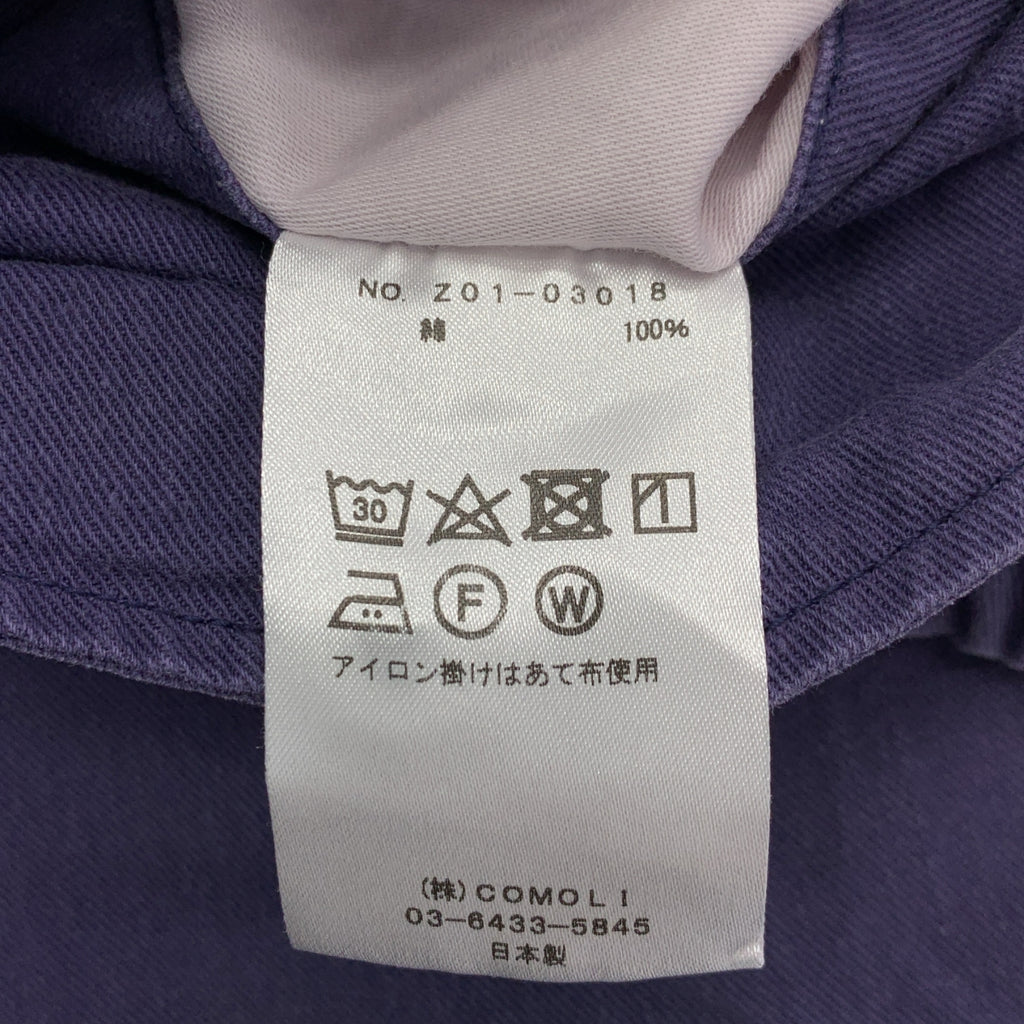 NO. Z01-03018
綿 100%
30
F W
アイロン掛けはあて布使用
(株)COMOLI
03-6433-5845
日本製